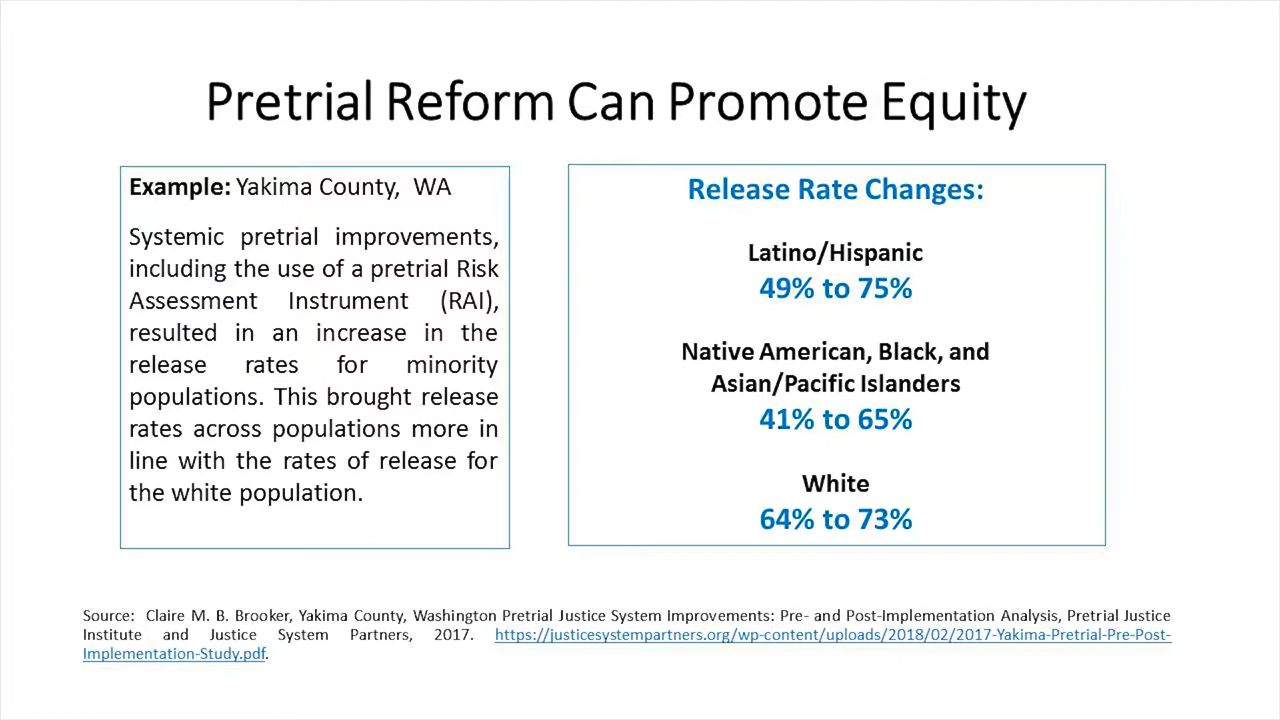 Pretrial Reform Can Promote Equity
Example: Yakima County, WA
Systemic pretrial improvements,
including the use of a pretrial Risk
Assessment Instrument (RAI),
resulted in an increase in the
release rates for minority
populations. This brought release
rates across populations more in
line with the rates of release for
the white population.
Release Rate Changes:
Latino/Hispanic
49% to 75%
Native American, Black, and
Asian/Pacific Islanders
41% to 65%
White
64% to 73%
Source: Claire M. B. Brooker, Yakima County, Washington Pretrial Justice System Improvements: Pre- and Post-Implementation Analysis, Pretrial Justice
Institute and Justice System Partners, 2017. https://justicesystempartners.org/wp-content/uploads/2018/02/2017-Yakima-Pretrial-Pre-Post-
Implementation-Study.pdf.